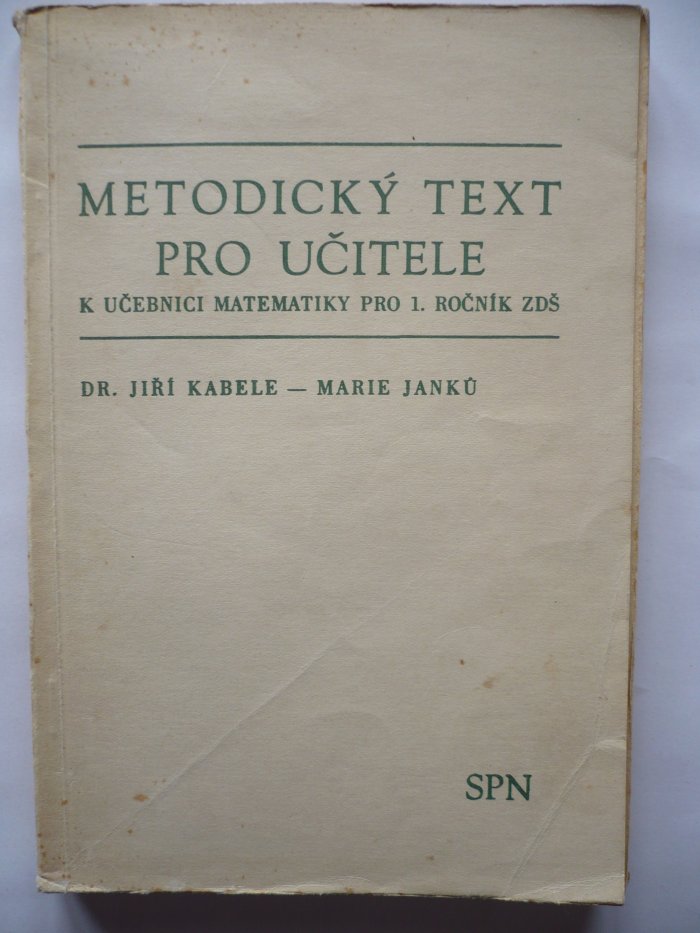 METODICKÝ TEXT
PRO UČITELE
K UČEBNICI MATEMATIKY PRO 1. ROČNÍK ZDŠ
DR. JIŘÍ KABELE — MARIE JANKŮ
SPN